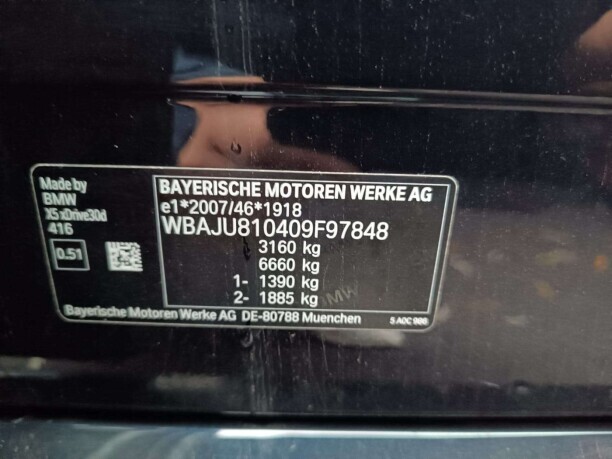 Made by
BMW
X5 xDrive30d
416
0.51
BAYERISCHE MOTOREN WERKE AG
e1*2007/46*1918
WBAJU810409F97848
3160 kg
6660 kg
1- 1390 kg
2- 1885 kg
BMW
Bayerische Motoren Werke AG DE-80788 Muenchen